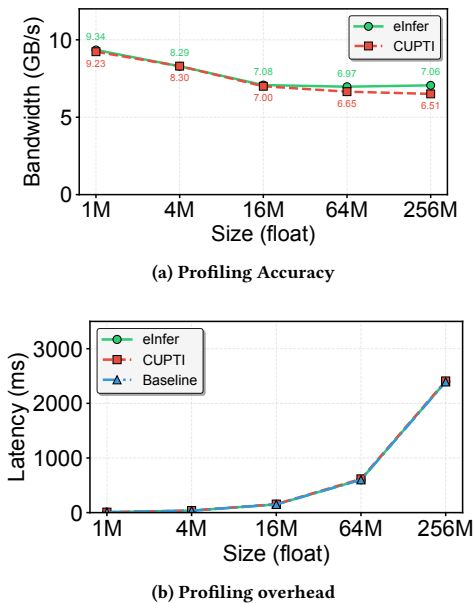 Bandwidth (GB/s)
10
5
0
9.34
8.29
7.08
6.97
7.06
9.23
8.30
7.00
6.65
6.51
eInfer
CUPTI
1M 4M 16M 64M 256M
Size (float)
(a) Profiling Accuracy
Latency (ms)
3000
2000
1000
0
eInfer
CUPTI
Baseline
1M 4M 16M 64M 256M
Size (float)
(b) Profiling overhead